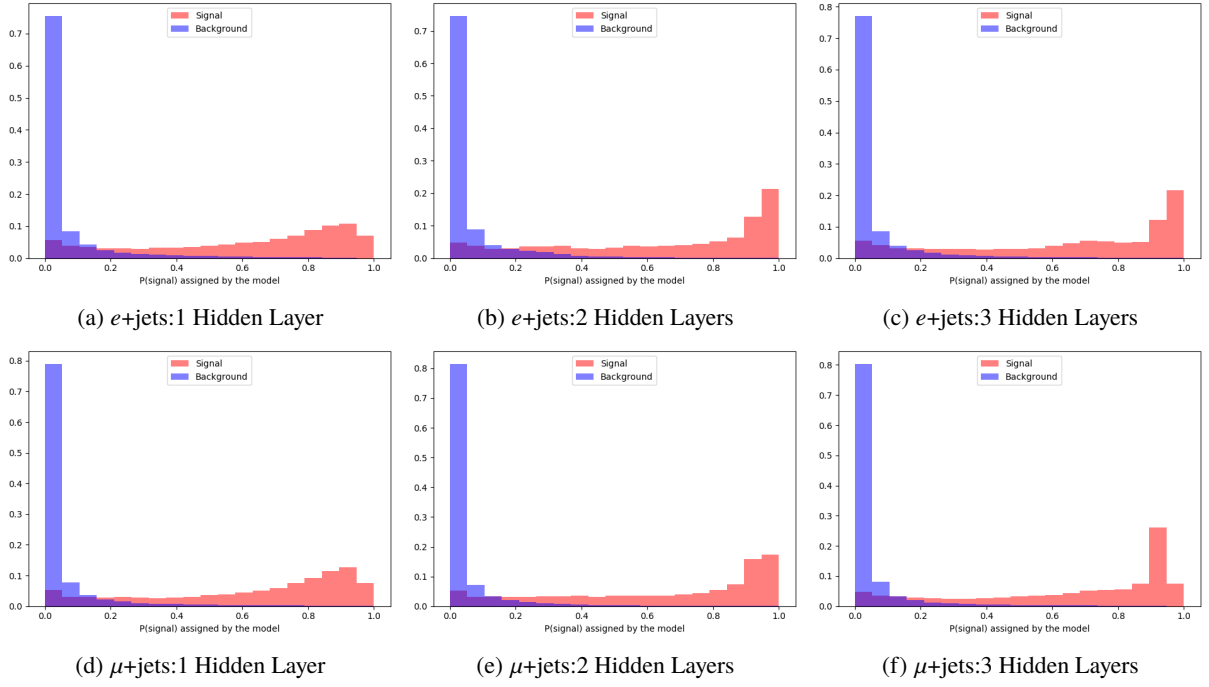 Signal
Background
0.7
0.6
0.5
0.4
0.3
0.2
0.1
0.0
0.0 0.2 0.4 0.6 0.8 1.0
P(signal) assigned by the model
(a) e+jets:1 Hidden Layer
Signal
Background
0.7
0.6
0.5
0.4
0.3
0.2
0.1
0.0
0.0 0.2 0.4 0.6 0.8 1.0
P(signal) assigned by the model
(b) e+jets:2 Hidden Layers
Signal
Background
0.8
0.7
0.6
0.5
0.4
0.3
0.2
0.1
0.0
0.0 0.2 0.4 0.6 0.8 1.0
P(signal) assigned by the model
(c) e+jets:3 Hidden Layers
Signal
Background
0.8
0.7
0.6
0.5
0.4
0.3
0.2
0.1
0.0
0.0 0.2 0.4 0.6 0.8 1.0
P(signal) assigned by the model
(d) μ+jets:1 Hidden Layer
Signal
Background
0.8
0.7
0.6
0.5
0.4
0.3
0.2
0.1
0.0
0.0 0.2 0.4 0.6 0.8 1.0
P(signal) assigned by the model
(e) μ+jets:2 Hidden Layers
Signal
Background
0.8
0.7
0.6
0.5
0.4
0.3
0.2
0.1
0.0
0.0 0.2 0.4 0.6 0.8 1.0
P(signal) assigned by the model
(f) μ+jets:3 Hidden Layers